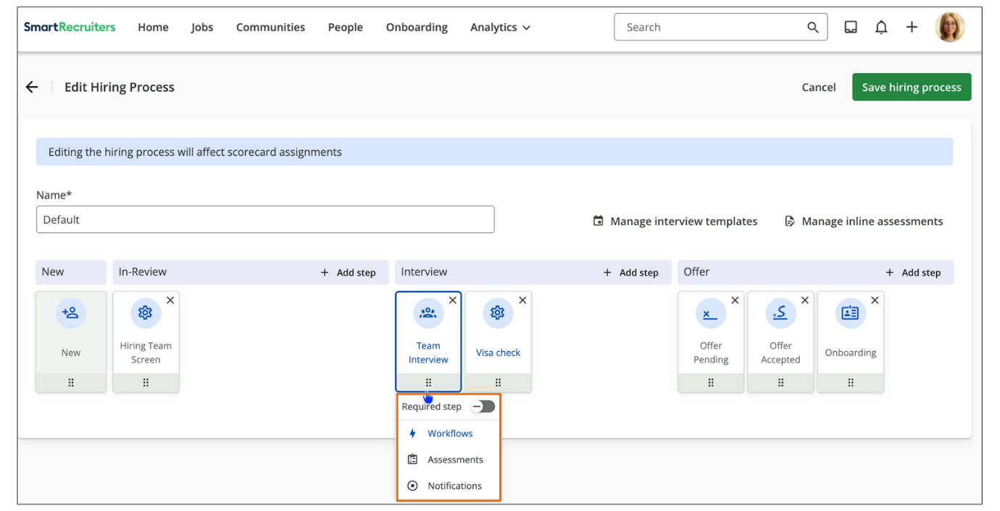 SmartRecruiters Home Jobs Communities People Onboarding Analytics Search
Edit Hiring Process Cancel Save hiring process
Editing the hiring process will affect scorecard assignments
Name*
Default Manage interview templates Manage inline assessments
New In-Review + Add step Interview + Add step Offer + Add step
New
Hiring Team
Screen
Team
Interview
Visa check
Offer
Pending
Offer
Accepted
Onboarding
Required step
Workflows
Assessments
Notifications